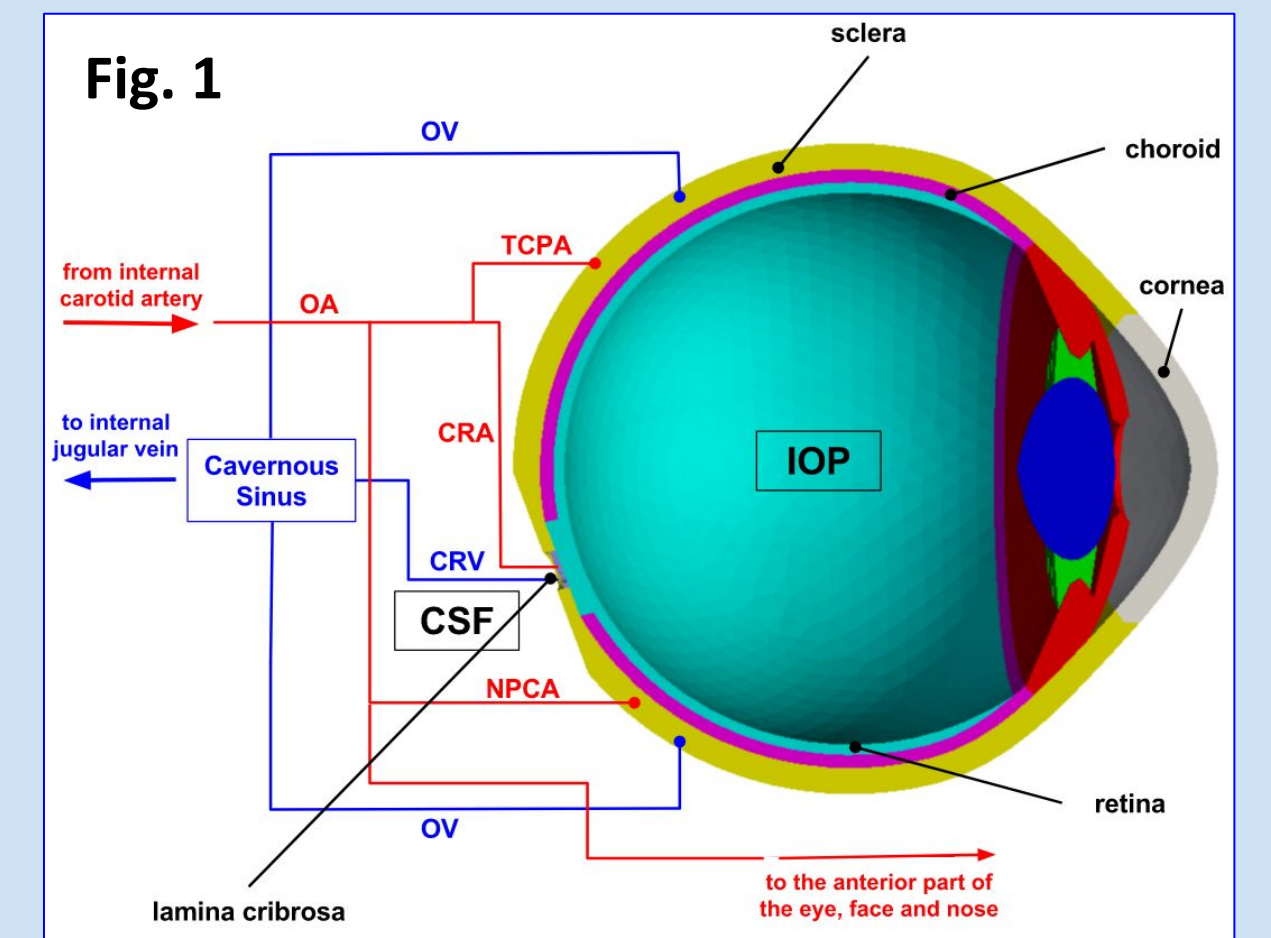 Fig. 1
sclera
OV
choroid
TCPA
from internal
carotid artery
OA
cornea
to internal
jugular vein
CRA
Cavernous
Sinus
IOP
CRV
CSF
NPCA
retina
OV
to the anterior part of
the eye, face and nose
lamina cribrosa